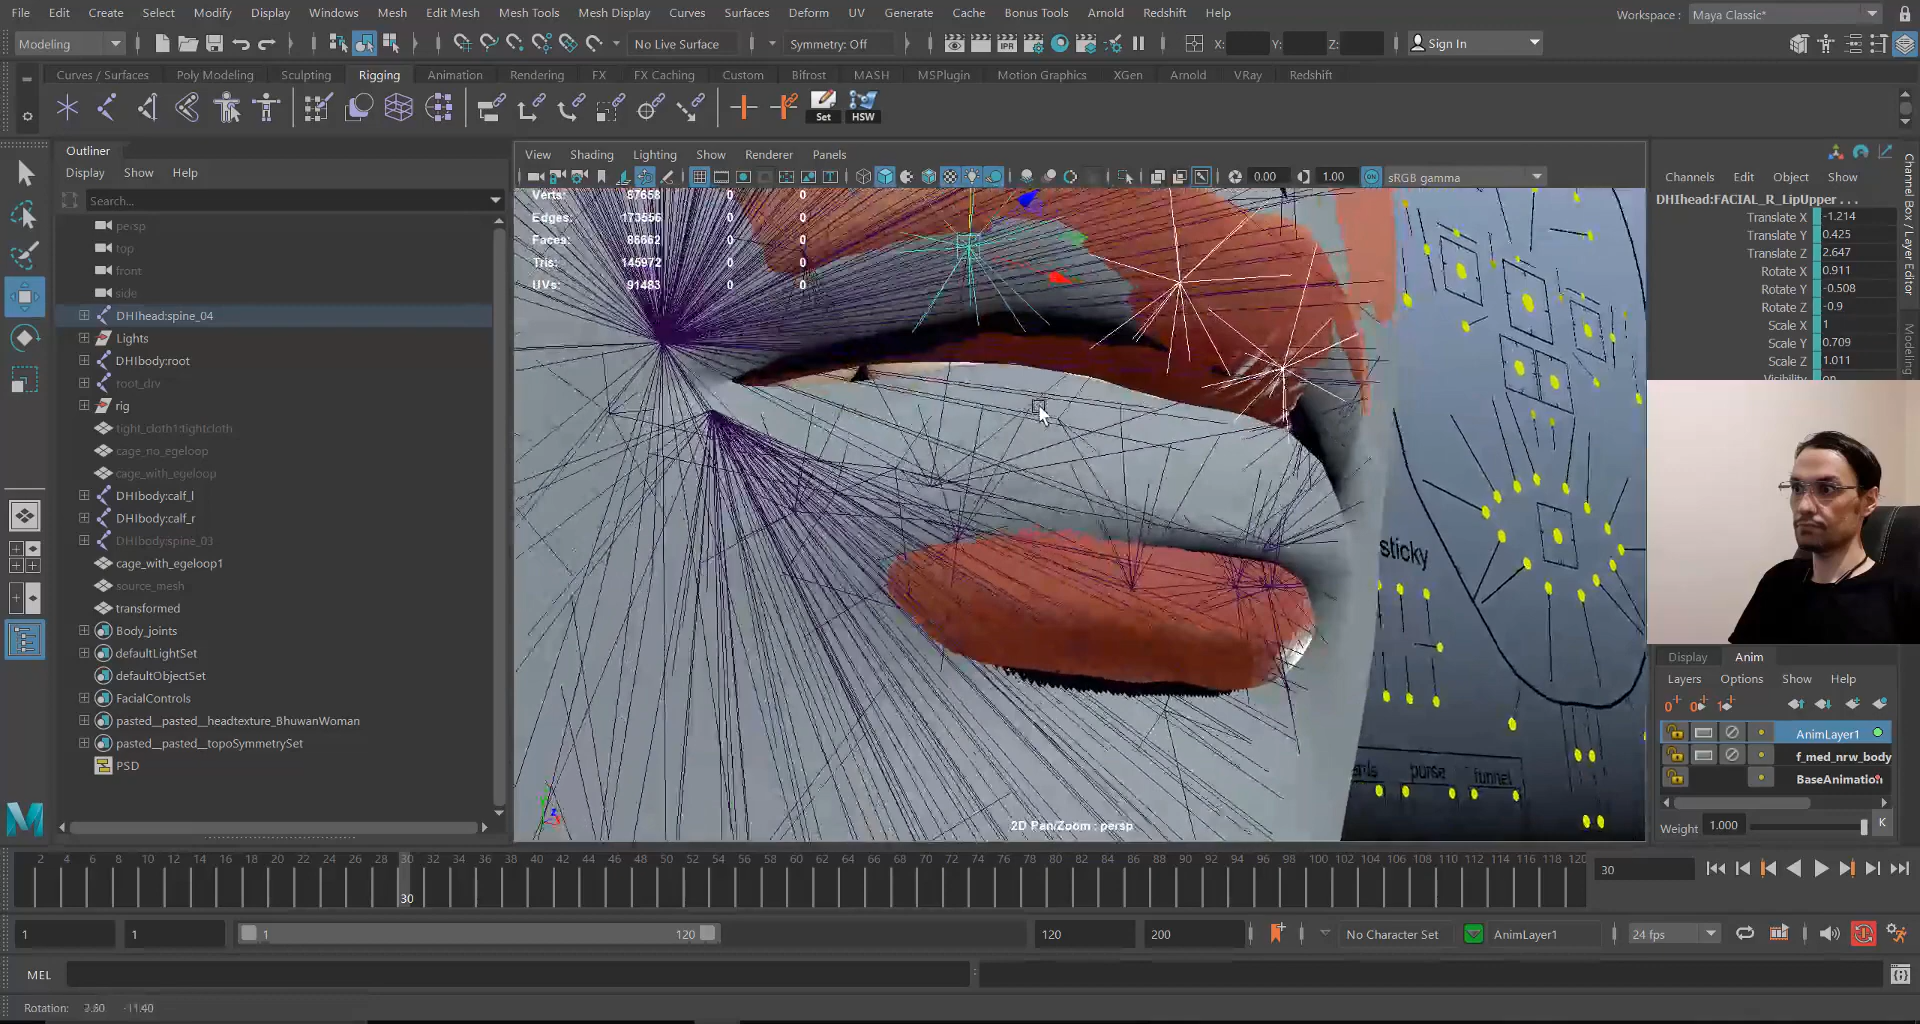 File Edit Create Select Modify Display Windows Mesh Edit Mesh Mesh Tools Mesh Display Curves Surfaces Deform UV Generate Cache Bonus Tools Arnold Redshift Help
Workspace : Maya Classic*
Modeling No Live Surface Symmetry: Off X: Y: Z: Sign In
Curves / Surfaces Poly Modeling Sculpting Rigging Animation Rendering FX FX Caching Custom Bifrost MASH MSPlugin Motion Graphics XGen Arnold VRay Redshift
IPR
Set HSW
Outliner
Display Show Help
Search...
persp
top
front
side
DHIhead:spine_04
Lights
DHIbody:root
root_drv
rig
tight_cloth1:tightcloth
cage_no_egeloop
cage_with_egeloop
DHIbody:calf_l
DHIbody:calf_r
DHIbody:spine_03
cage_with_egeloop1
source_mesh
transformed
Body_joints
defaultLightSet
defaultObjectSet
FacialControls
pasted__pasted__headtexture_BhuwanWoman
pasted__pasted__topoSymmetrySet
PSD
View Shading Lighting Show Renderer Panels
0.00 1.00 ON sRGB gamma
Verts: 87658 0 0
Edges: 173556 0 0
Faces: 86662 0 0
Tris: 145972 0 0
UVs: 91483 0 0
sticky
purse funnel
2D Pan/Zoom : persp
Channels Edit Object Show
DHIhead:FACIAL_R_LipUpper . . .
Translate X -1.214
Translate Y 0.425
Translate Z 2.647
Rotate X 0.911
Rotate Y -0.508
Rotate Z -0.9
Scale X 1
Scale Y 0.709
Scale Z 1.011
Visibility on
Channel Box / Layer Editor
Modeling
Display Anim
Layers Options Show Help
AnimLayer1
f_med_nrw_body
BaseAnimation
Weight 1.000 K
2 4 6 8 10 12 14 16 18 20 22 24 26 28 30 32 34 36 38 40 42 44 46 48 50 52 54 56 58 60 62 64 66 68 70 72 74 76 78 80 82 84 86 88 90 92 94 96 98 100 102 104 106 108 110 112 114 116 118 120
30
30
1 1 1 120 120 200 No Character Set AnimLayer1 24 fps
MEL
Rotation: 2.60 -11.40